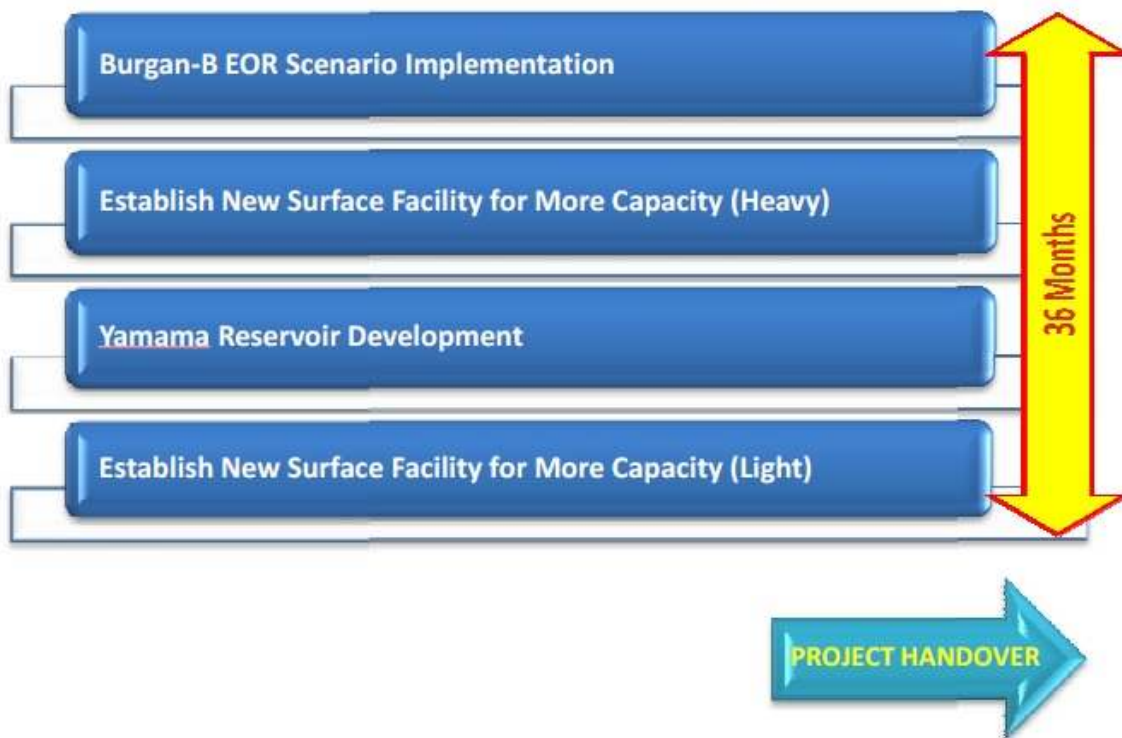 Burgan-B EOR Scenario Implementation
Establish New Surface Facility for More Capacity (Heavy)
Yamama Reservoir Development
Establish New Surface Facility for More Capacity (Light)
36 Months
PROJECT HANDOVER